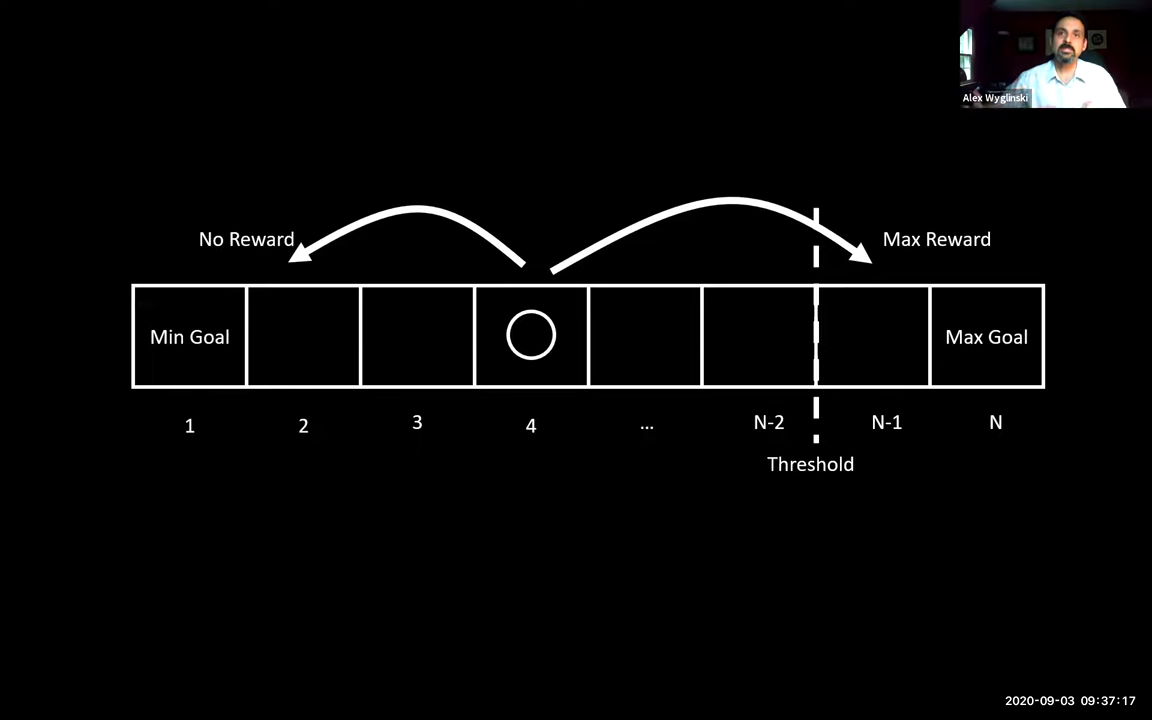 Alex Wyglinski
No Reward
Max Reward
Min Goal
Max Goal
1 2 3 4 ... N-2 N-1 N
Threshold
2020-09-03 09:37:17